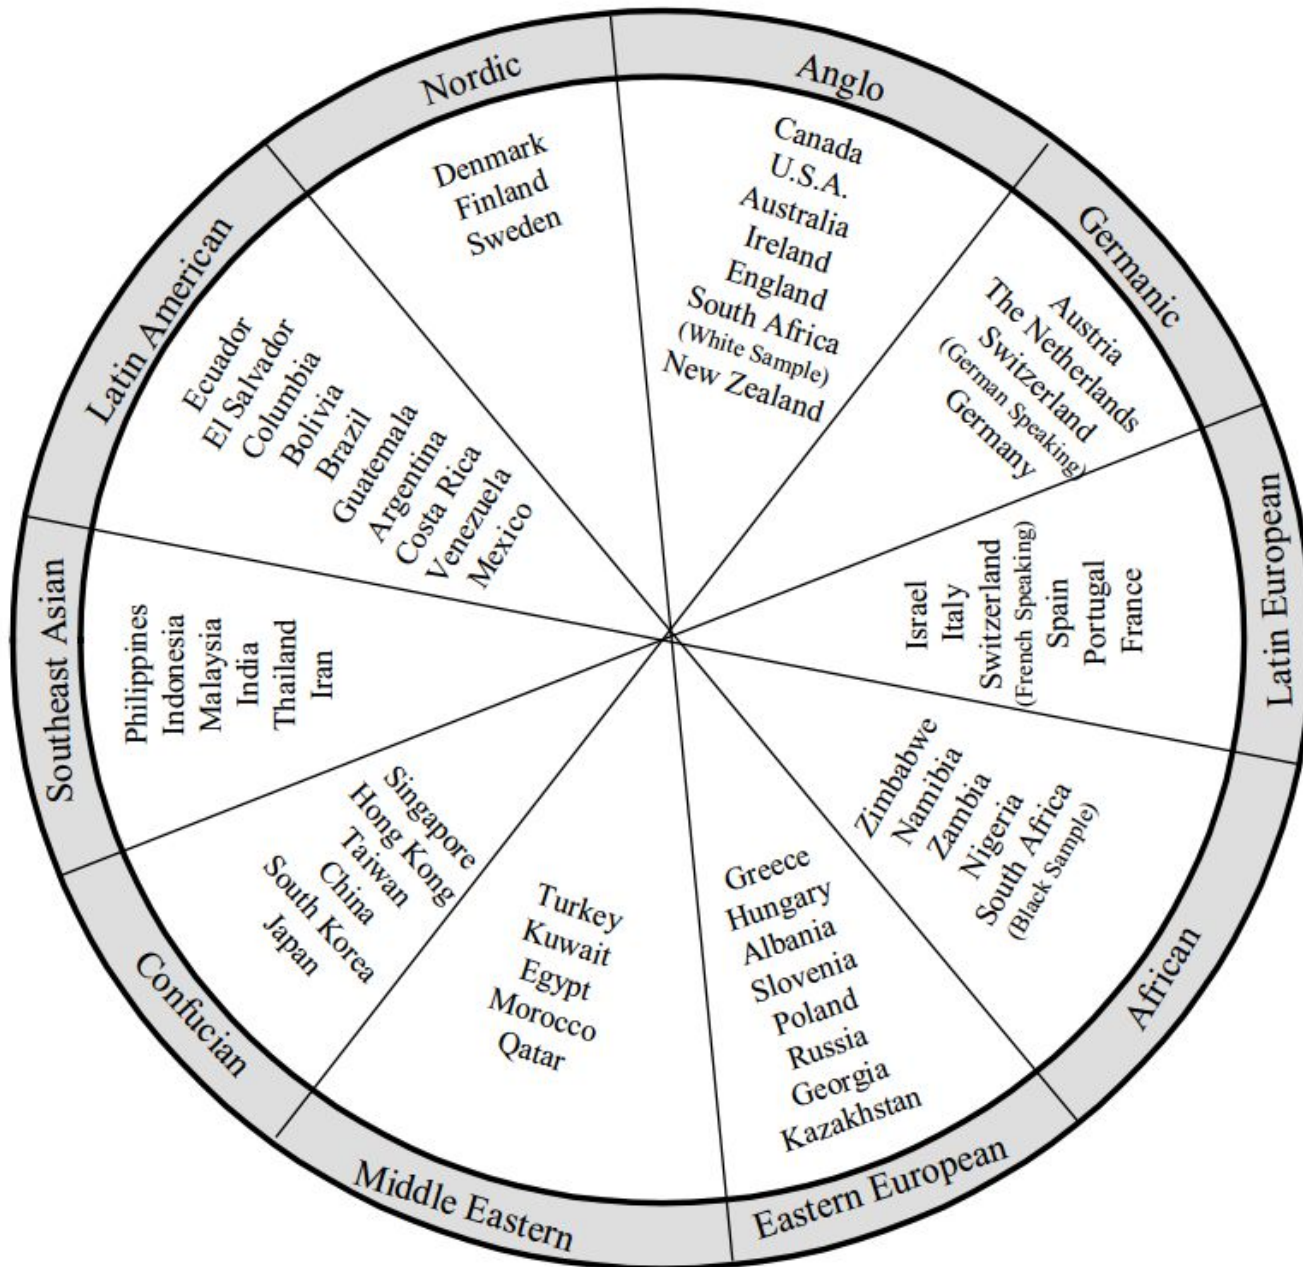 Nordic
Denmark
Finland
Sweden
Anglo
Canada
U.S.A.
Australia
Ireland
England
South Africa
(White Sample)
New Zealand
Germanic
Austria
The Netherlands
Switzerland
(German Speaking)
Germany
Latin European
Israel
Italy
Switzerland
(French Speaking)
Spain
Portugal
France
African
Zimbabwe
Namibia
Zambia
Nigeria
South Africa
(Black Sample)
Eastern European
Greece
Hungary
Albania
Slovenia
Poland
Russia
Georgia
Kazakhstan
Middle Eastern
Turkey
Kuwait
Egypt
Morocco
Qatar
Confucian
Singapore
Hong Kong
Taiwan
China
South Korea
Japan
Southeast Asian
Philippines
Indonesia
Malaysia
India
Thailand
Iran
Latin American
Ecuador
El Salvador
Columbia
Bolivia
Brazil
Guatemala
Argentina
Costa Rica
Venezuela
Mexico